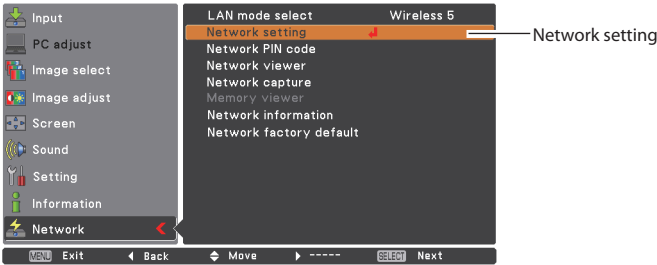 Input
PC adjust
Image select
Image adjust
Screen
Sound
Setting
Information
Network
LAN mode select Wireless 5
Network setting
Network PIN code
Network viewer
Network capture
Memory viewer
Network information
Network factory default
Network setting
MENU Exit Back Move ----- SELECT Next